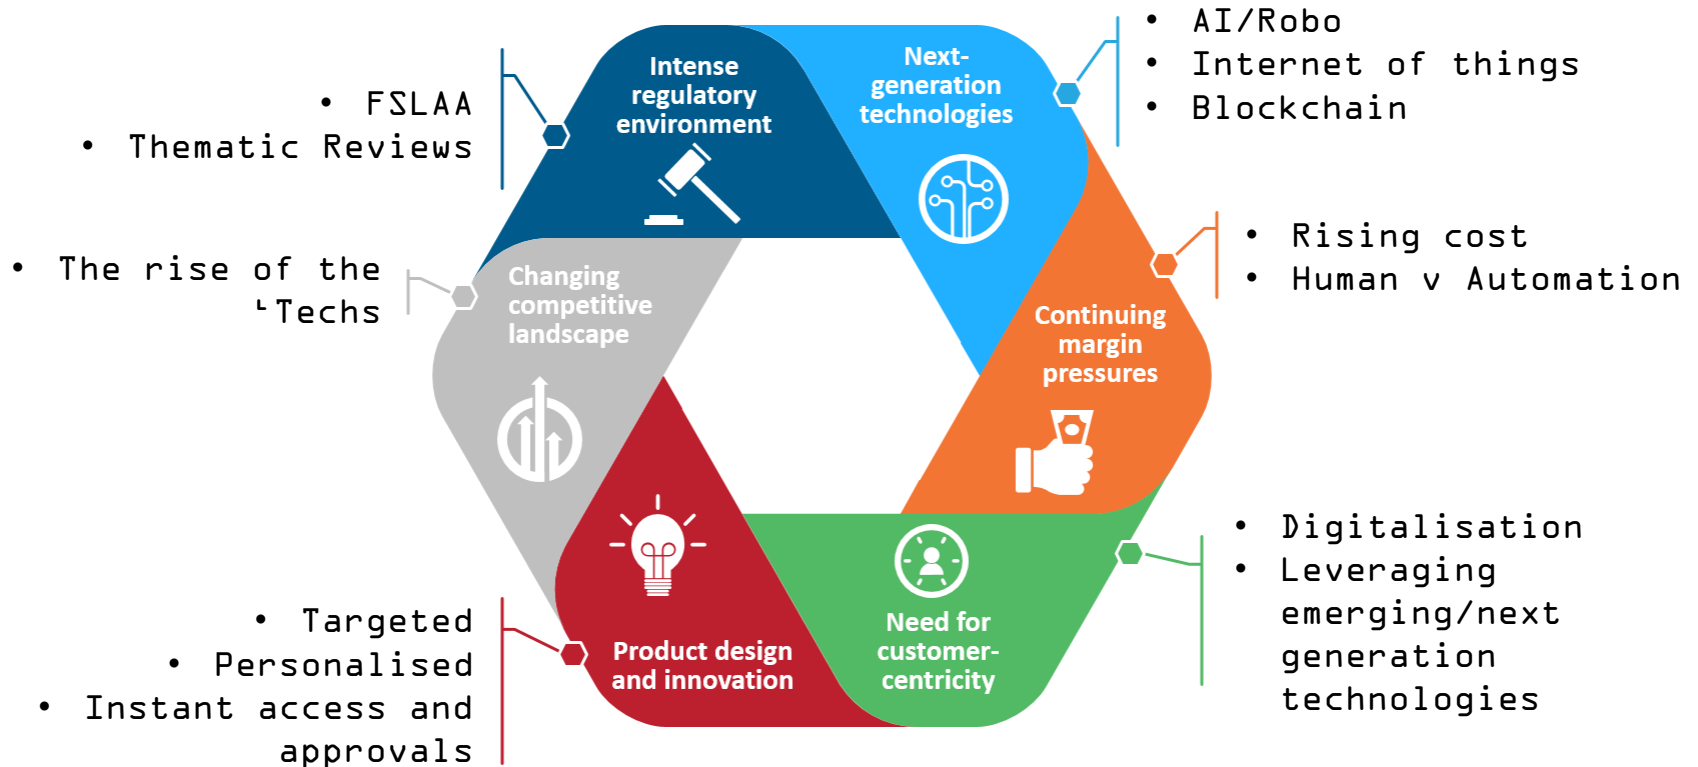 Intense
regulatory
environment
• FSLAA
• Thematic Reviews
Next-
generation
technologies
• AI/Robo
• Internet of things
• Blockchain
Continuing
margin
pressures
• Rising cost
• Human v Automation
Need for
customer-
centricity
• Digitalisation
• Leveraging
emerging/next
generation
technologies
Product design
and innovation
• Targeted
• Personalised
• Instant access and
approvals
Changing
competitive
landscape
• The rise of the
╘Techs